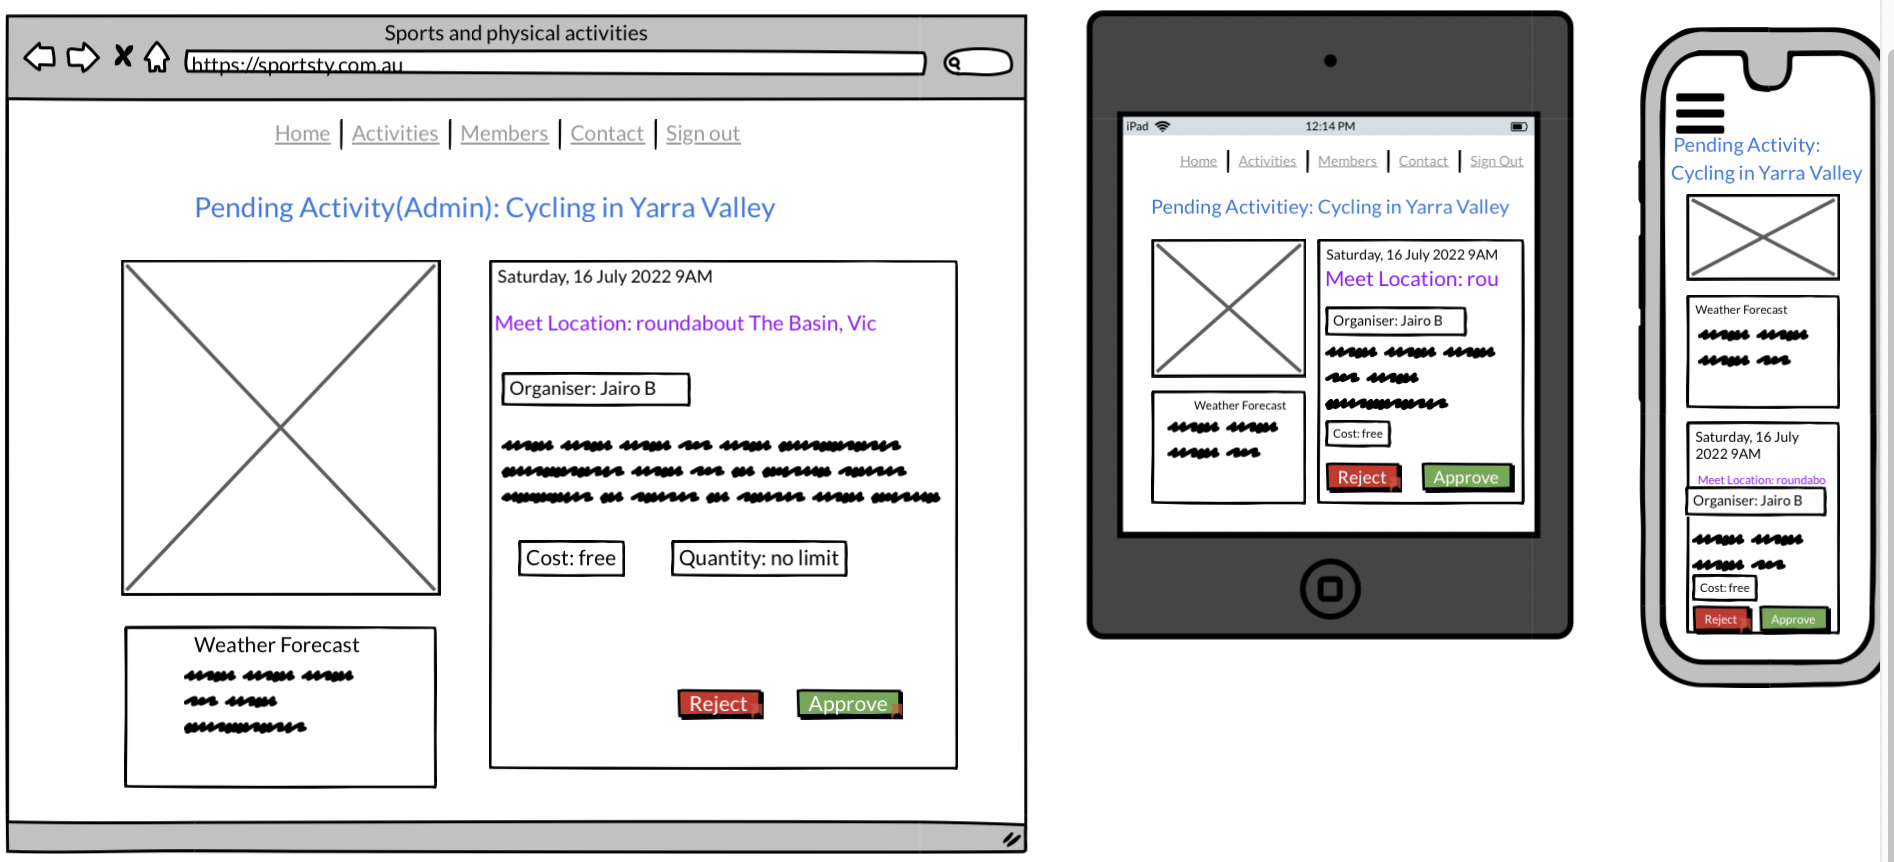 Sports and physical activities
https://sportsty.com.au
Home | Activities | Members | Contact | Sign out
Pending Activity(Admin): Cycling in Yarra Valley
Saturday, 16 July 2022 9AM
Meet Location: roundabout The Basin, Vic
Organiser: Jairo B
Cost: free
Quantity: no limit
Weather Forecast
Reject
Approve
iPad
12:14 PM
Home | Activities | Members | Contact | Sign Out
Pending Activitiey: Cycling in Yarra Valley
Saturday, 16 July 2022 9AM
Meet Location: rou
Organiser: Jairo B
Weather Forecast
Cost: free
Reject
Approve
Pending Activity:
Cycling in Yarra Valley
Weather Forecast
Saturday, 16 July
2022 9AM
Meet Location: roundabo
Organiser: Jairo B
Cost: free
Reject
Approve